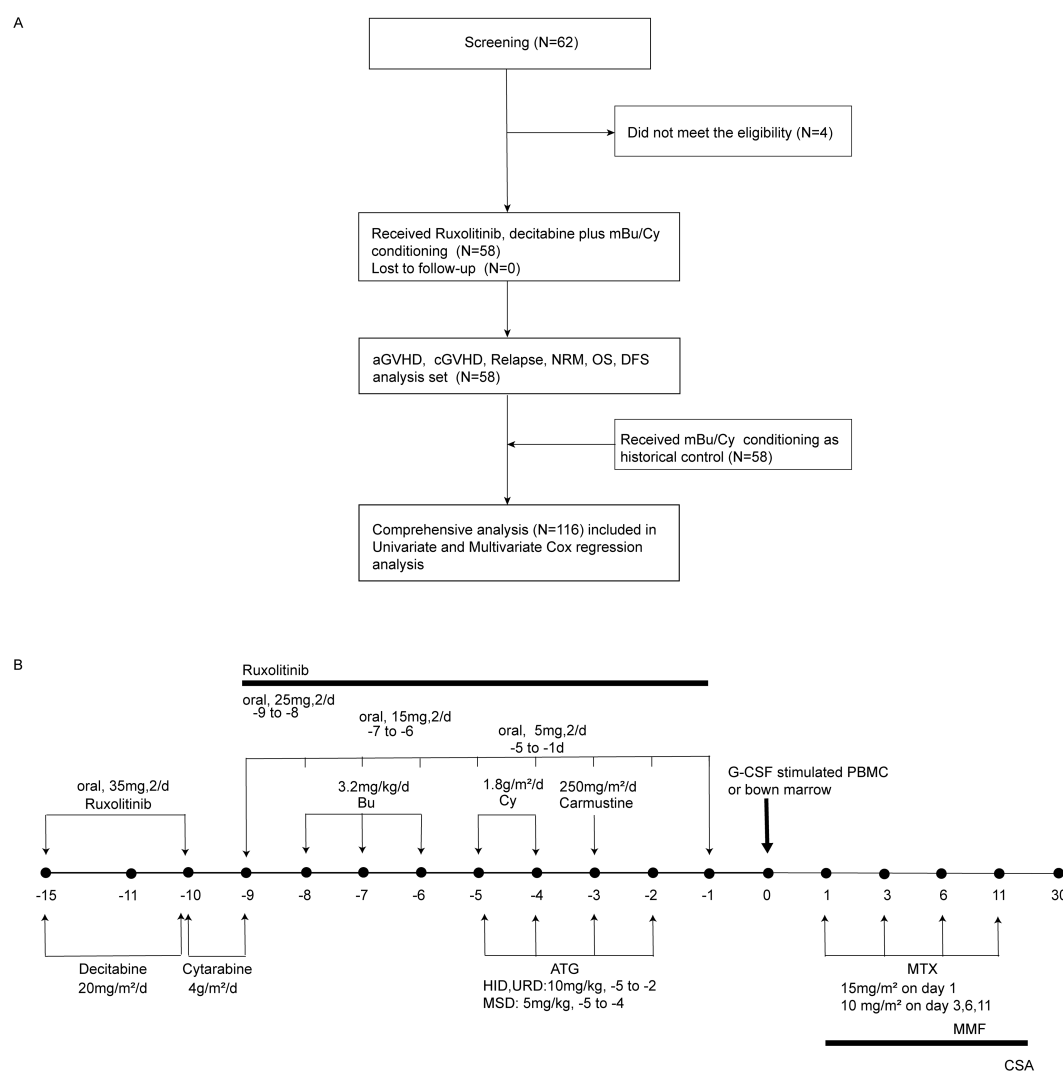 A
Screening (N=62)
Did not meet the eligibility (N=4)
Received Ruxolitinib, decitabine plus mBu/Cy
conditioning (N=58)
Lost to follow-up (N=0)
aGVHD, cGVHD, Relapse, NRM, OS, DFS
analysis set (N=58)
Received mBu/Cy conditioning as
historical control (N=58)
Comprehensive analysis (N=116) included in
Univariate and Multivariate Cox regression
analysis
B
Ruxolitinib
oral, 25mg,2/d
-9 to -8
oral, 15mg,2/d
-7 to -6
oral, 5mg,2/d
-5 to -1d
oral, 35mg,2/d
Ruxolitinib
3.2mg/kg/d
Bu
1.8g/m²/d
Cy
250mg/m²/d
Carmustine
G-CSF stimulated PBMC
or bown marrow
-15 -11 -10 -9 -8 -7 -6 -5 -4 -3 -2 -1 0 1 3 6 11 30
Decitabine
20mg/m²/d
Cytarabine
4g/m²/d
ATG
HID,URD:10mg/kg, -5 to -2
MSD: 5mg/kg, -5 to -4
MTX
15mg/m² on day 1
10 mg/m² on day 3,6,11
MMF
CSA